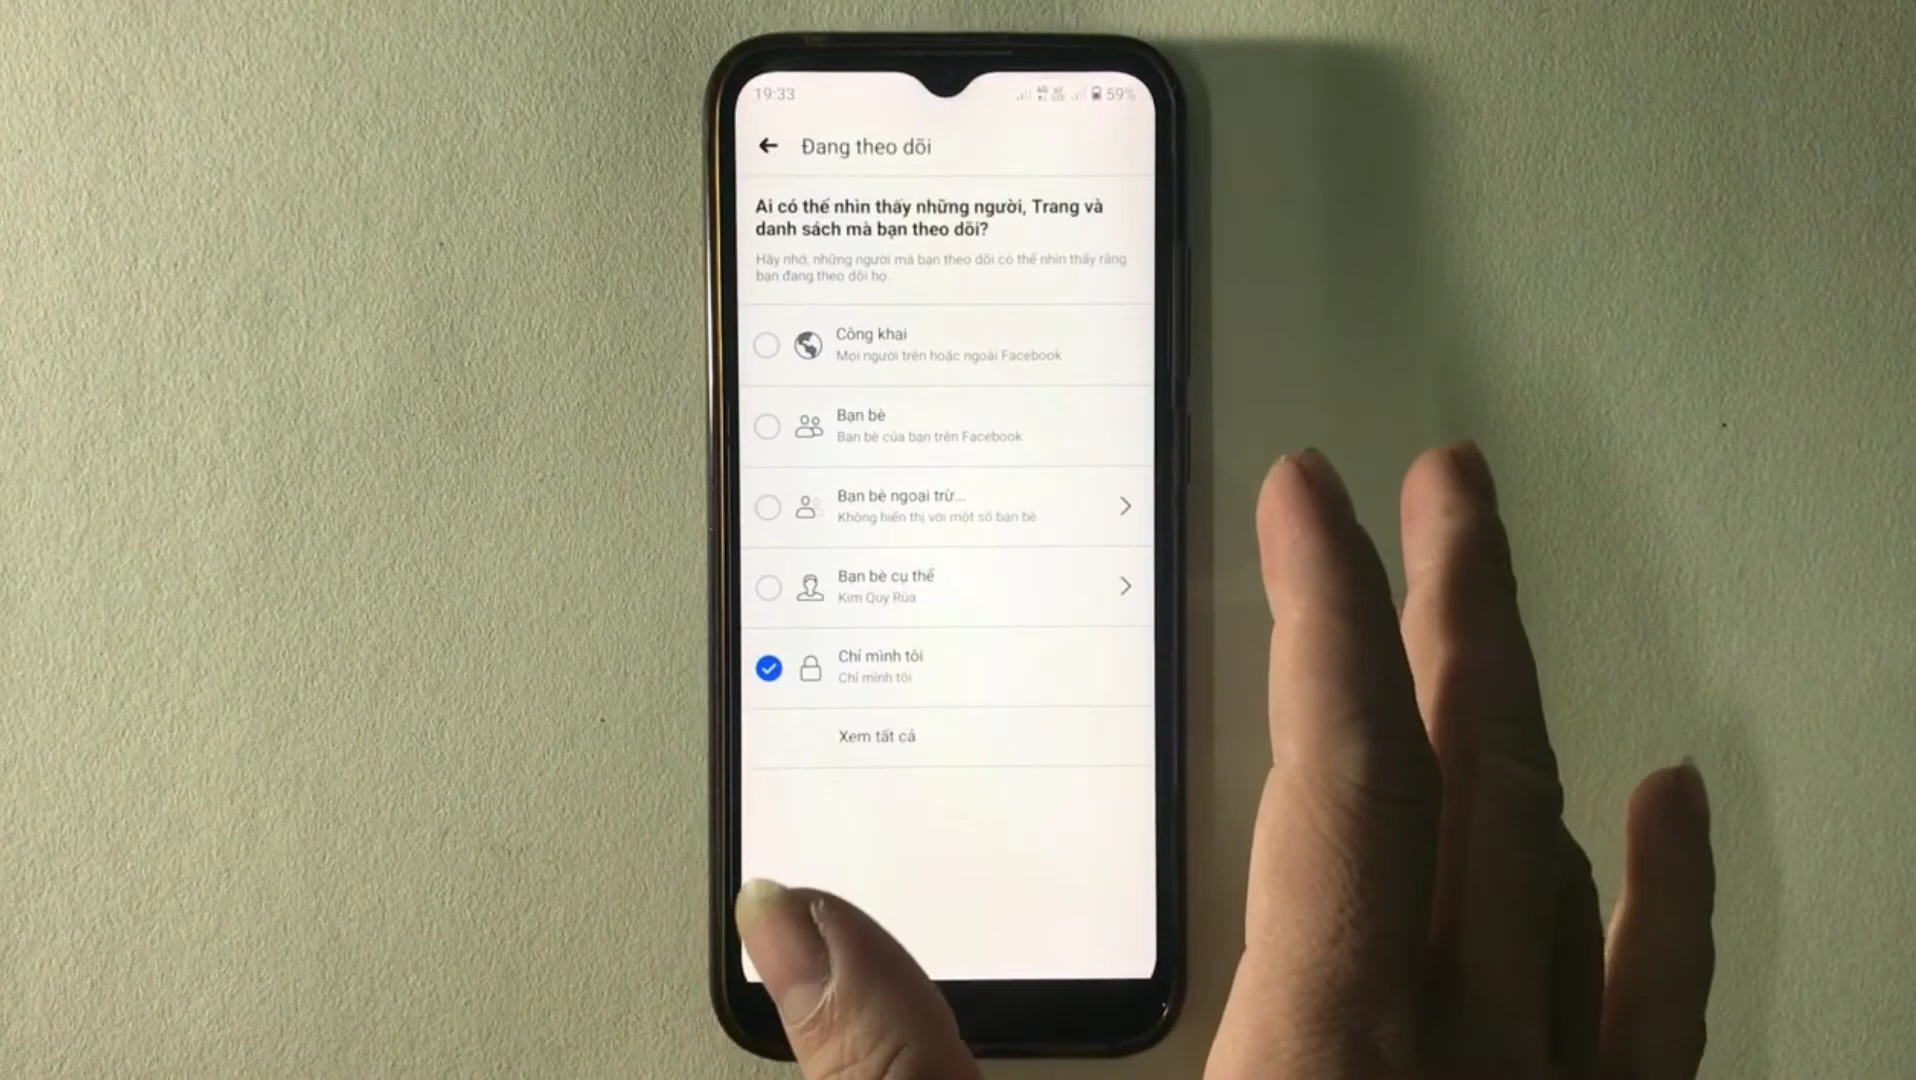 19:33
59%
Đang theo dõi
Ai có thể nhìn thấy những người, Trang và
danh sách mà bạn theo dõi?
Hãy nhớ, những người mà bạn theo dõi có thể nhìn thấy rằng
bạn đang theo dõi họ.
Công khai
Mọi người trên hoặc ngoài Facebook
Bạn bè
Bạn bè của bạn trên Facebook
Bạn bè ngoại trừ...
Không hiển thị với một số bạn bè
Bạn bè cụ thể
Kim Quy Rùa
Chỉ mình tôi
Chỉ mình tôi
Xem tất cả